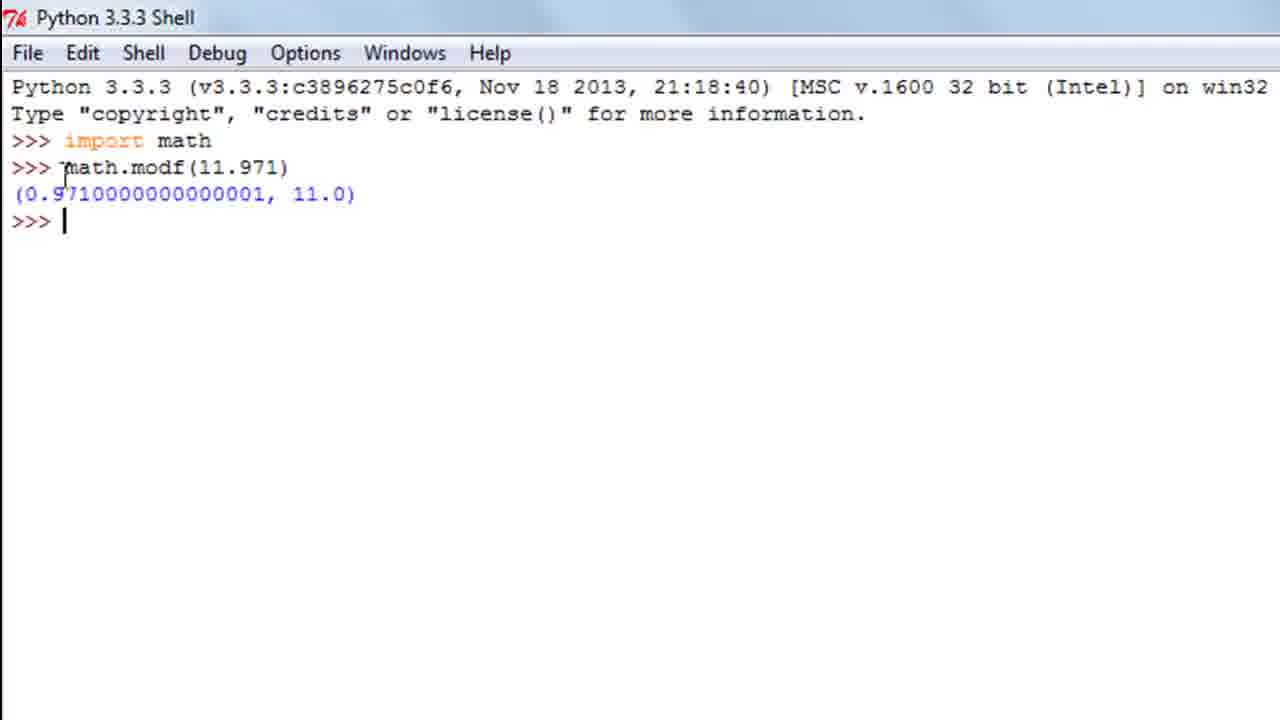 Python 3.3.3 Shell
File Edit Shell Debug Options Windows Help
Python 3.3.3 (v3.3.3:c3896275c0f6, Nov 18 2013, 21:18:40) [MSC v.1600 32 bit (Intel)] on win32
Type "copyright", "credits" or "license()" for more information.
>>> import math
>>> math.modf(11.971)
(0.9710000000000001, 11.0)
>>>